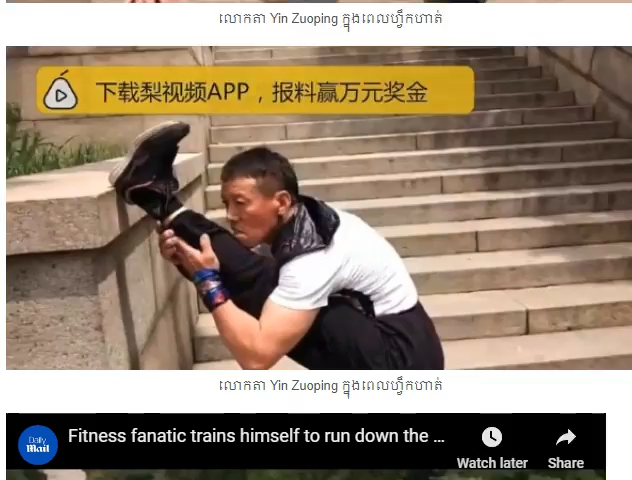 លោកតា Yin Zuoping ក្នុងពេលហ្វឹកហាត់
下载梨视频APP，报料赢万元奖金
លោកតា Yin Zuoping ក្នុងពេលហ្វឹកហាត់
Daily Mail
Fitness fanatic trains himself to run down the ...
Watch later
Share